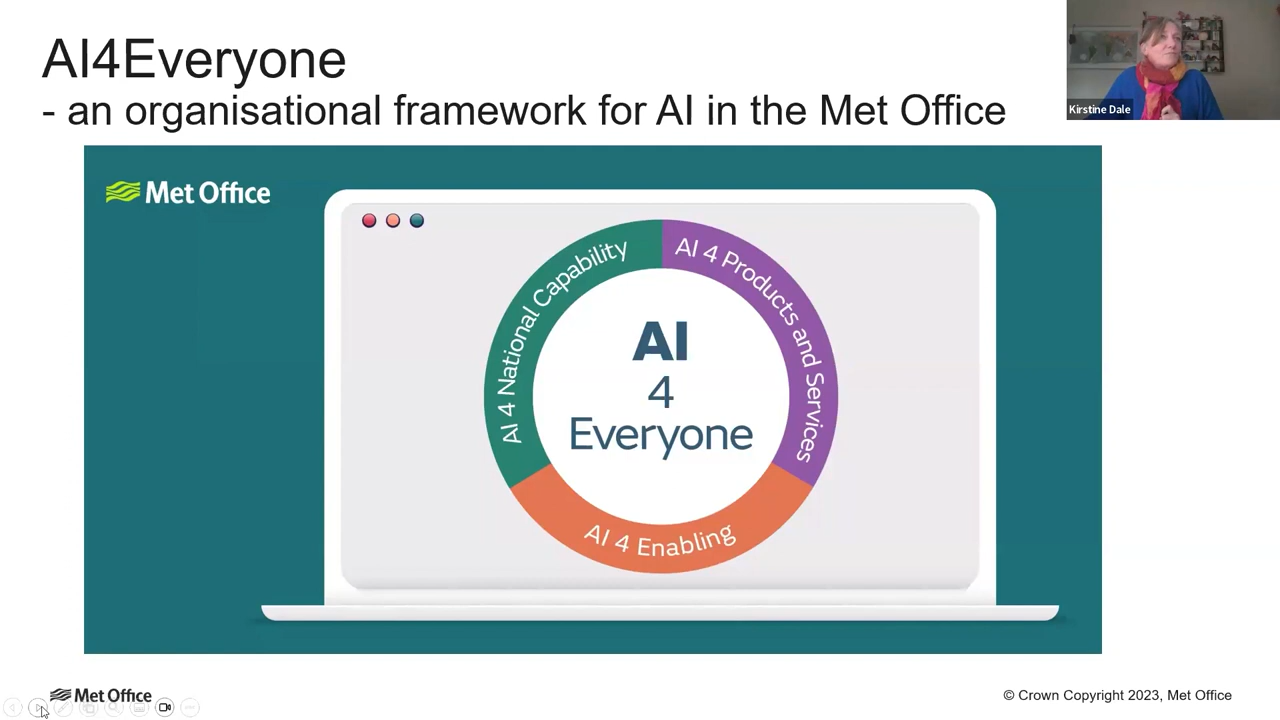 AI4Everyone
- an organisational framework for AI in the Met Office
Kirstine Dale
Met Office
AI 4 National Capability
AI 4 Products and Services
AI
4
Everyone
AI 4 Enabling
Met Office
© Crown Copyright 2023, Met Office